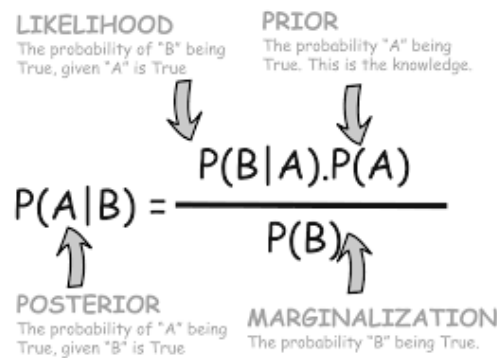 LIKELIHOOD
The probability of "B" being
True, given "A" is True
PRIOR
The probability "A" being
True. This is the knowledge.
P(B|A).P(A)
P(A|B) =
P(B)
POSTERIOR
The probability of "A" being
True, given "B" is True
MARGINALIZATION
The probability "B" being True.